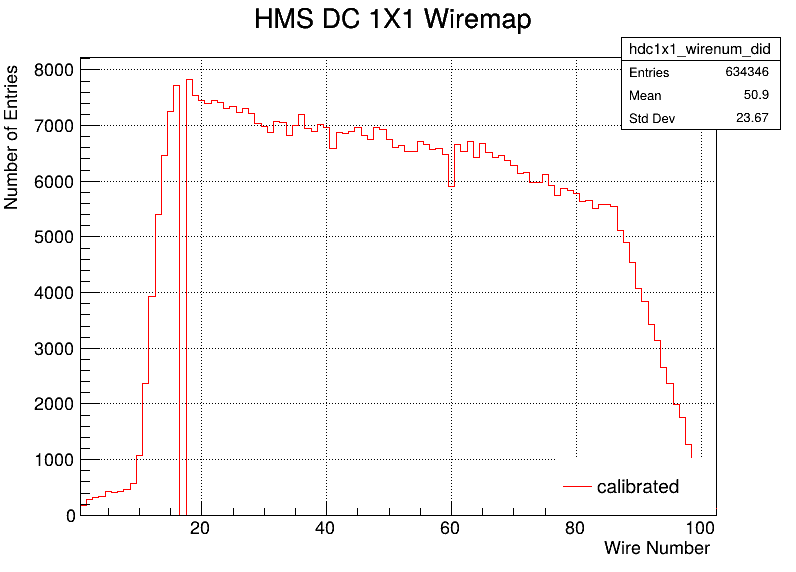 HMS DC 1X1 Wiremap
hdc1x1_wirenum_did
Entries 634346
Mean 50.9
Std Dev 23.67
Number of Entries
8000
7000
6000
5000
4000
3000
2000
1000
0
calibrated
20 40 60 80 100
Wire Number